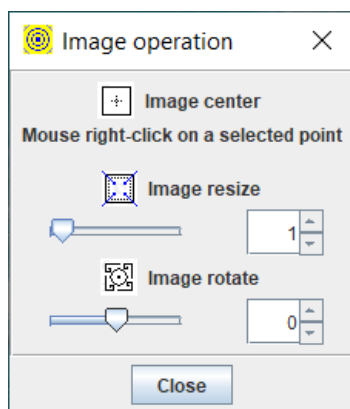 Image operation
Image center
Mouse right-click on a selected point
Image resize
1
Image rotate
0
Close